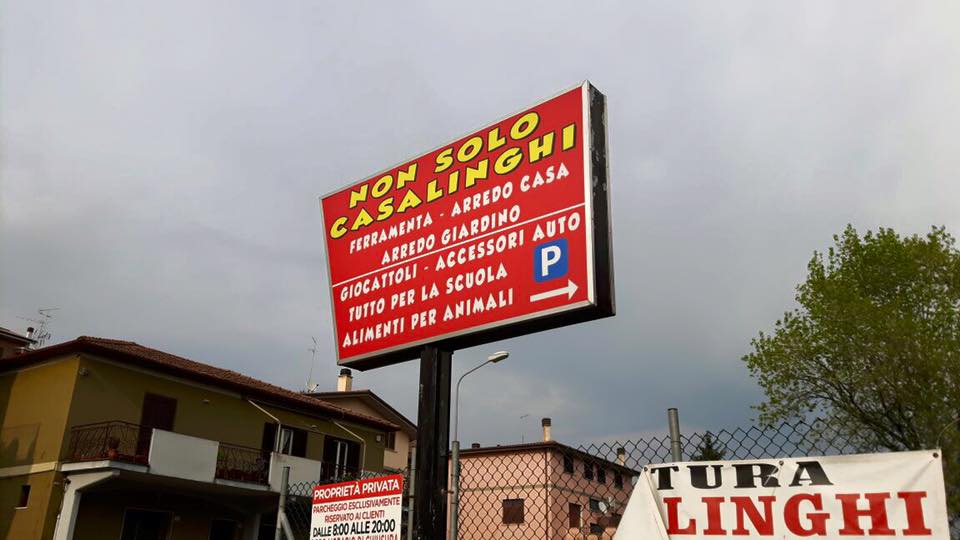 NON SOLO
CASALINGHI
FERRAMENTA - ARREDO CASA
ARREDO GIARDINO
GIOCATTOLI - ACCESSORI AUTO
TUTTO PER LA SCUOLA
ALIMENTI PER ANIMALI
P
PROPRIETÀ PRIVATA
PARCHEGGIO ESCLUSIVAMENTE
RISERVATO AI CLIENTI
DALLE 8:00 ALLE 20:00
TURA
LINGHI